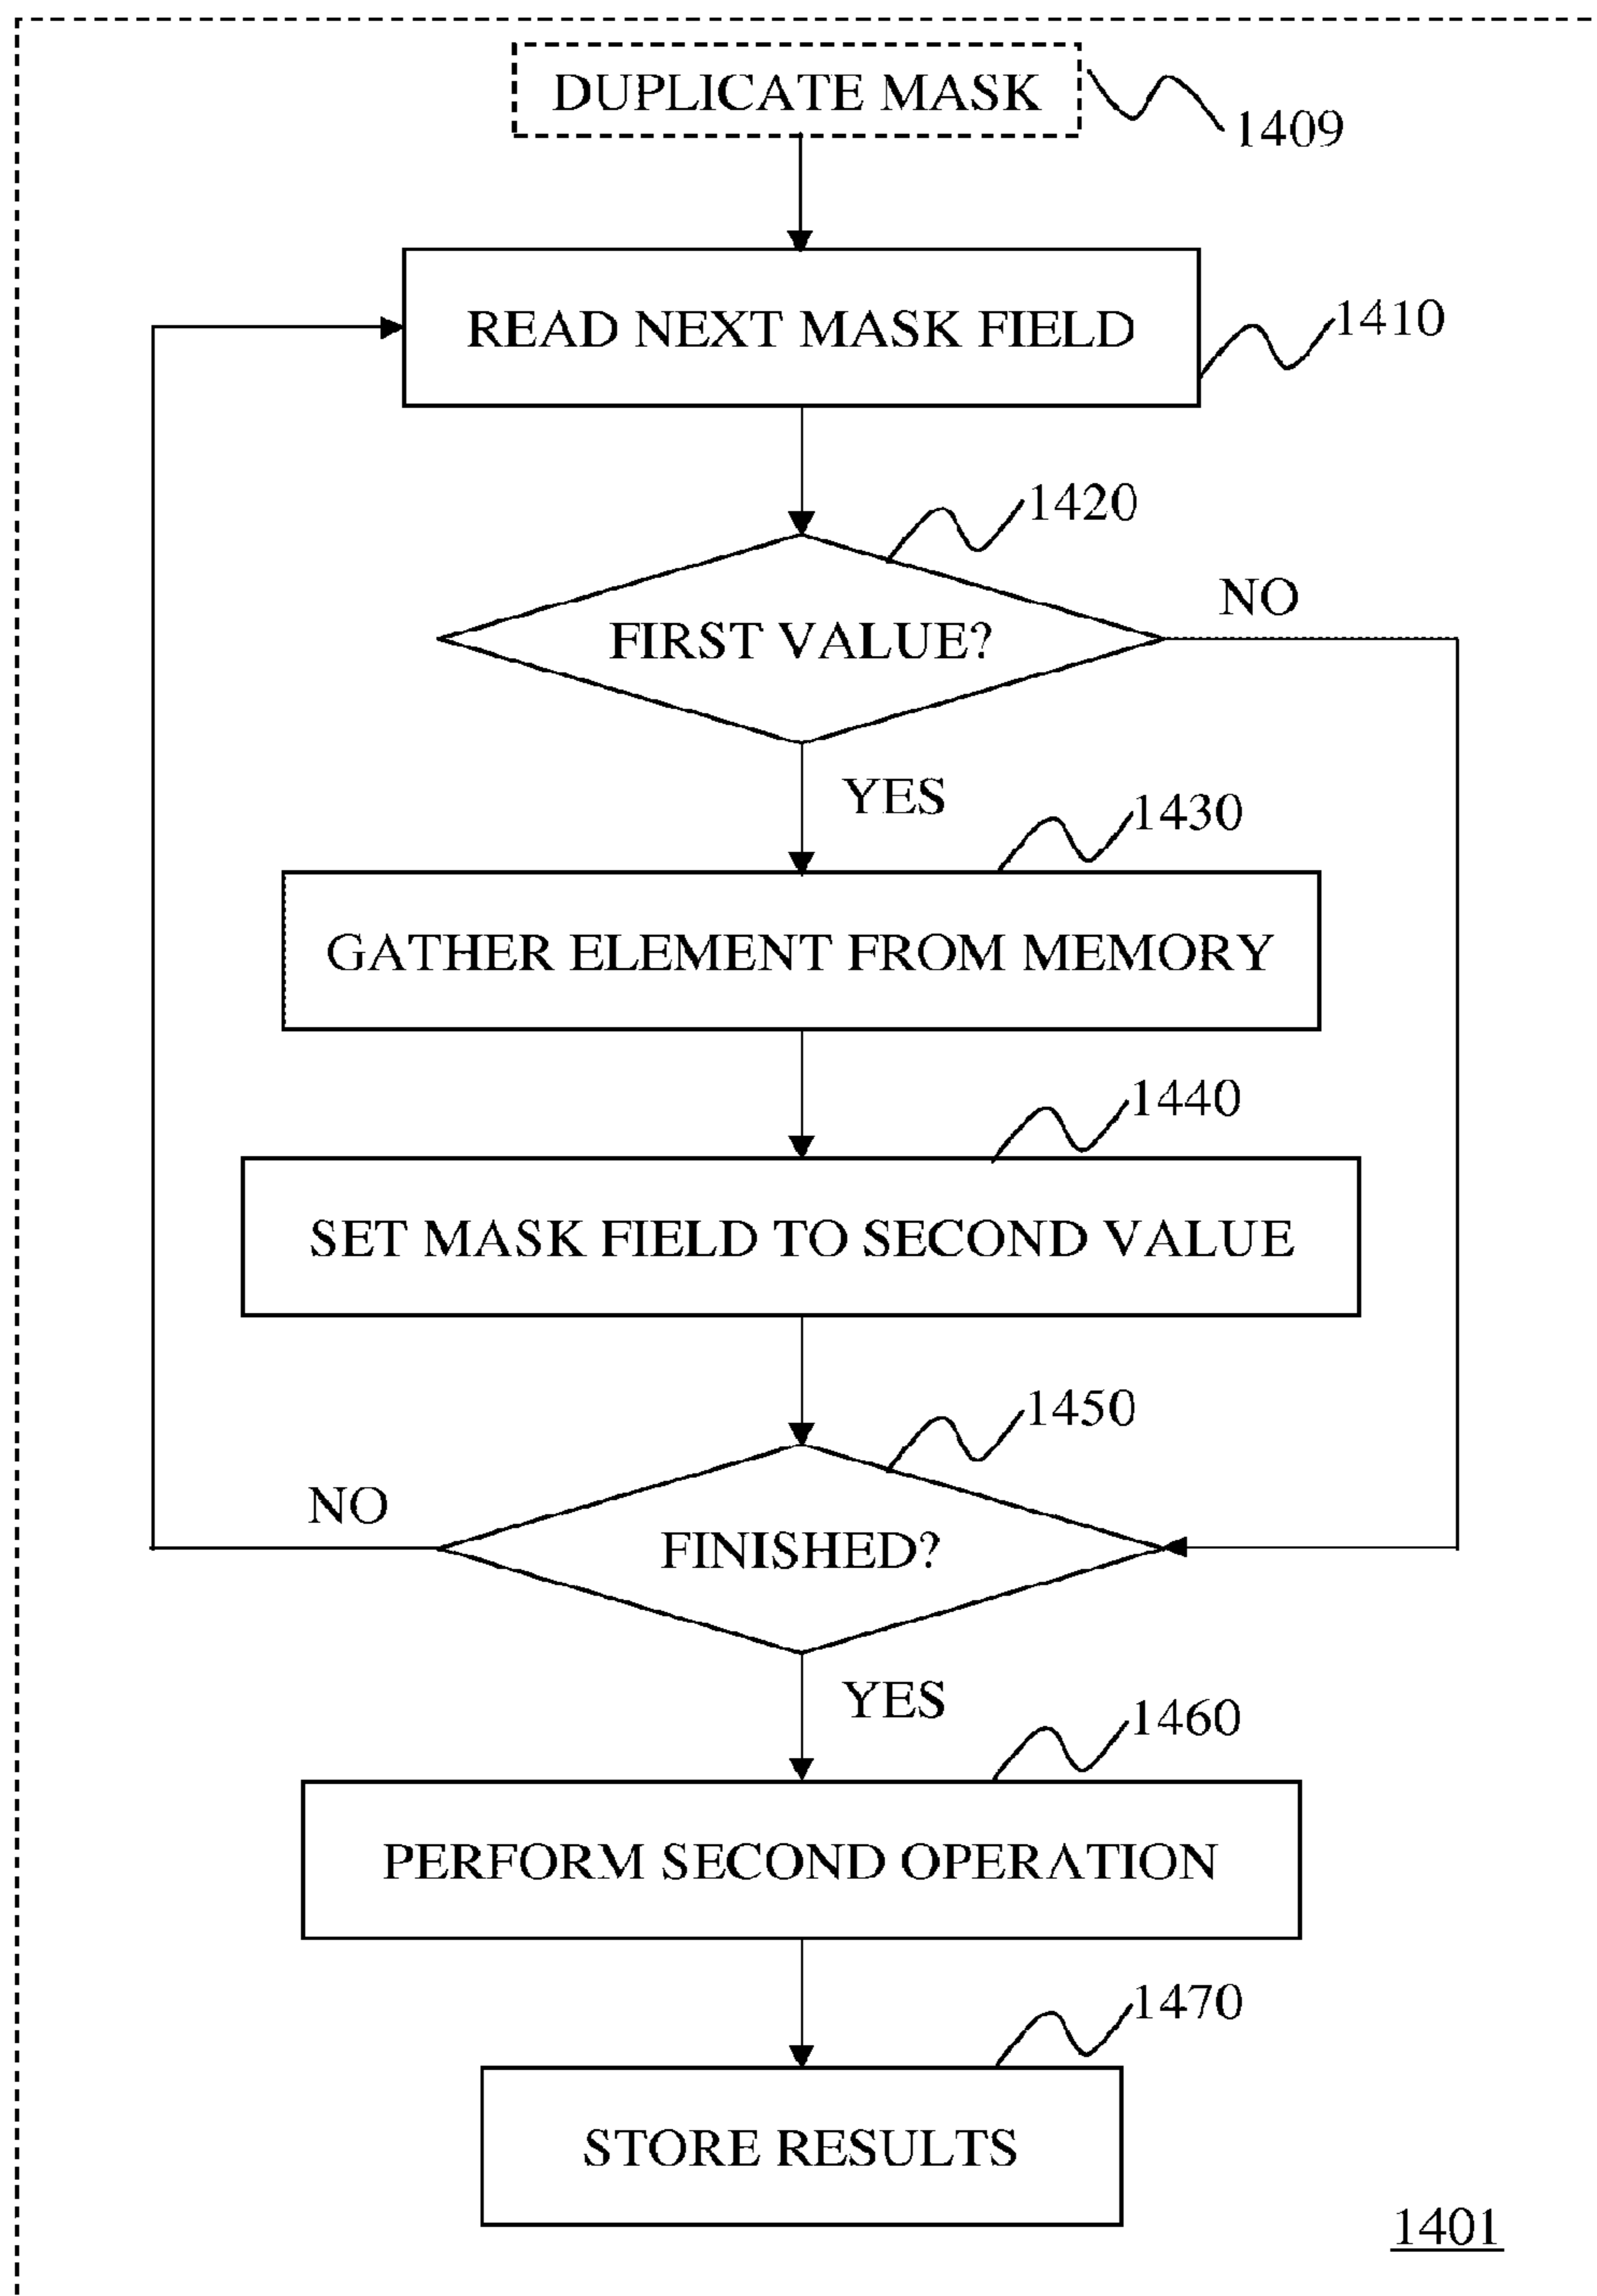 DUPLICATE MASK
1409
READ NEXT MASK FIELD
1410
1420
FIRST VALUE?
NO
YES
1430
GATHER ELEMENT FROM MEMORY
1440
SET MASK FIELD TO SECOND VALUE
1450
NO
FINISHED?
YES
1460
PERFORM SECOND OPERATION
1470
STORE RESULTS
1401